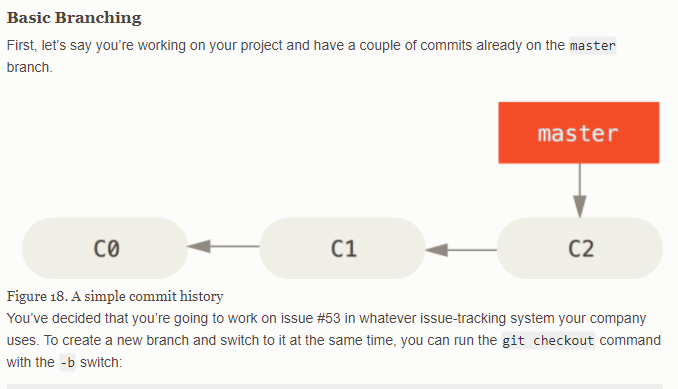 Basic Branching
First, let’s say you’re working on your project and have a couple of commits already on the master
branch.
master
C0
C1
C2
Figure 18. A simple commit history
You’ve decided that you’re going to work on issue #53 in whatever issue-tracking system your company
uses. To create a new branch and switch to it at the same time, you can run the git checkout command
with the -b switch: